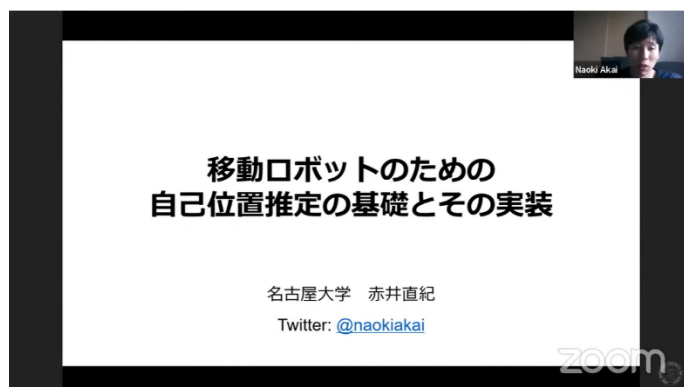 Naoki Akai
移動ロボットのための
自己位置推定の基礎とその実装
名古屋大学　赤井直紀
Twitter: @naokiakai
zoom